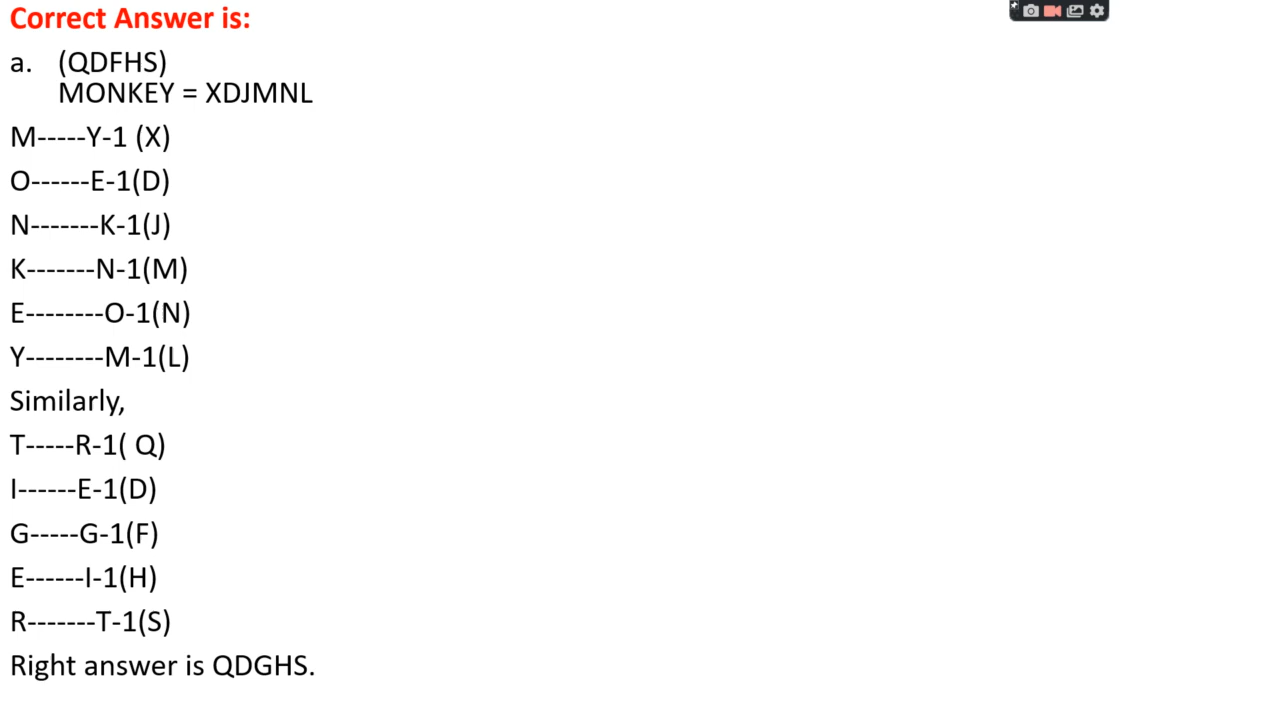 Correct Answer is:
a. (QDFHS)
MONKEY = XDJMNL
M-----Y-1 (X)
O------E-1(D)
N-------K-1(J)
K-------N-1(M)
E--------O-1(N)
Y--------M-1(L)
Similarly,
T-----R-1( Q)
I------E-1(D)
G-----G-1(F)
E------I-1(H)
R-------T-1(S)
Right answer is QDGHS.